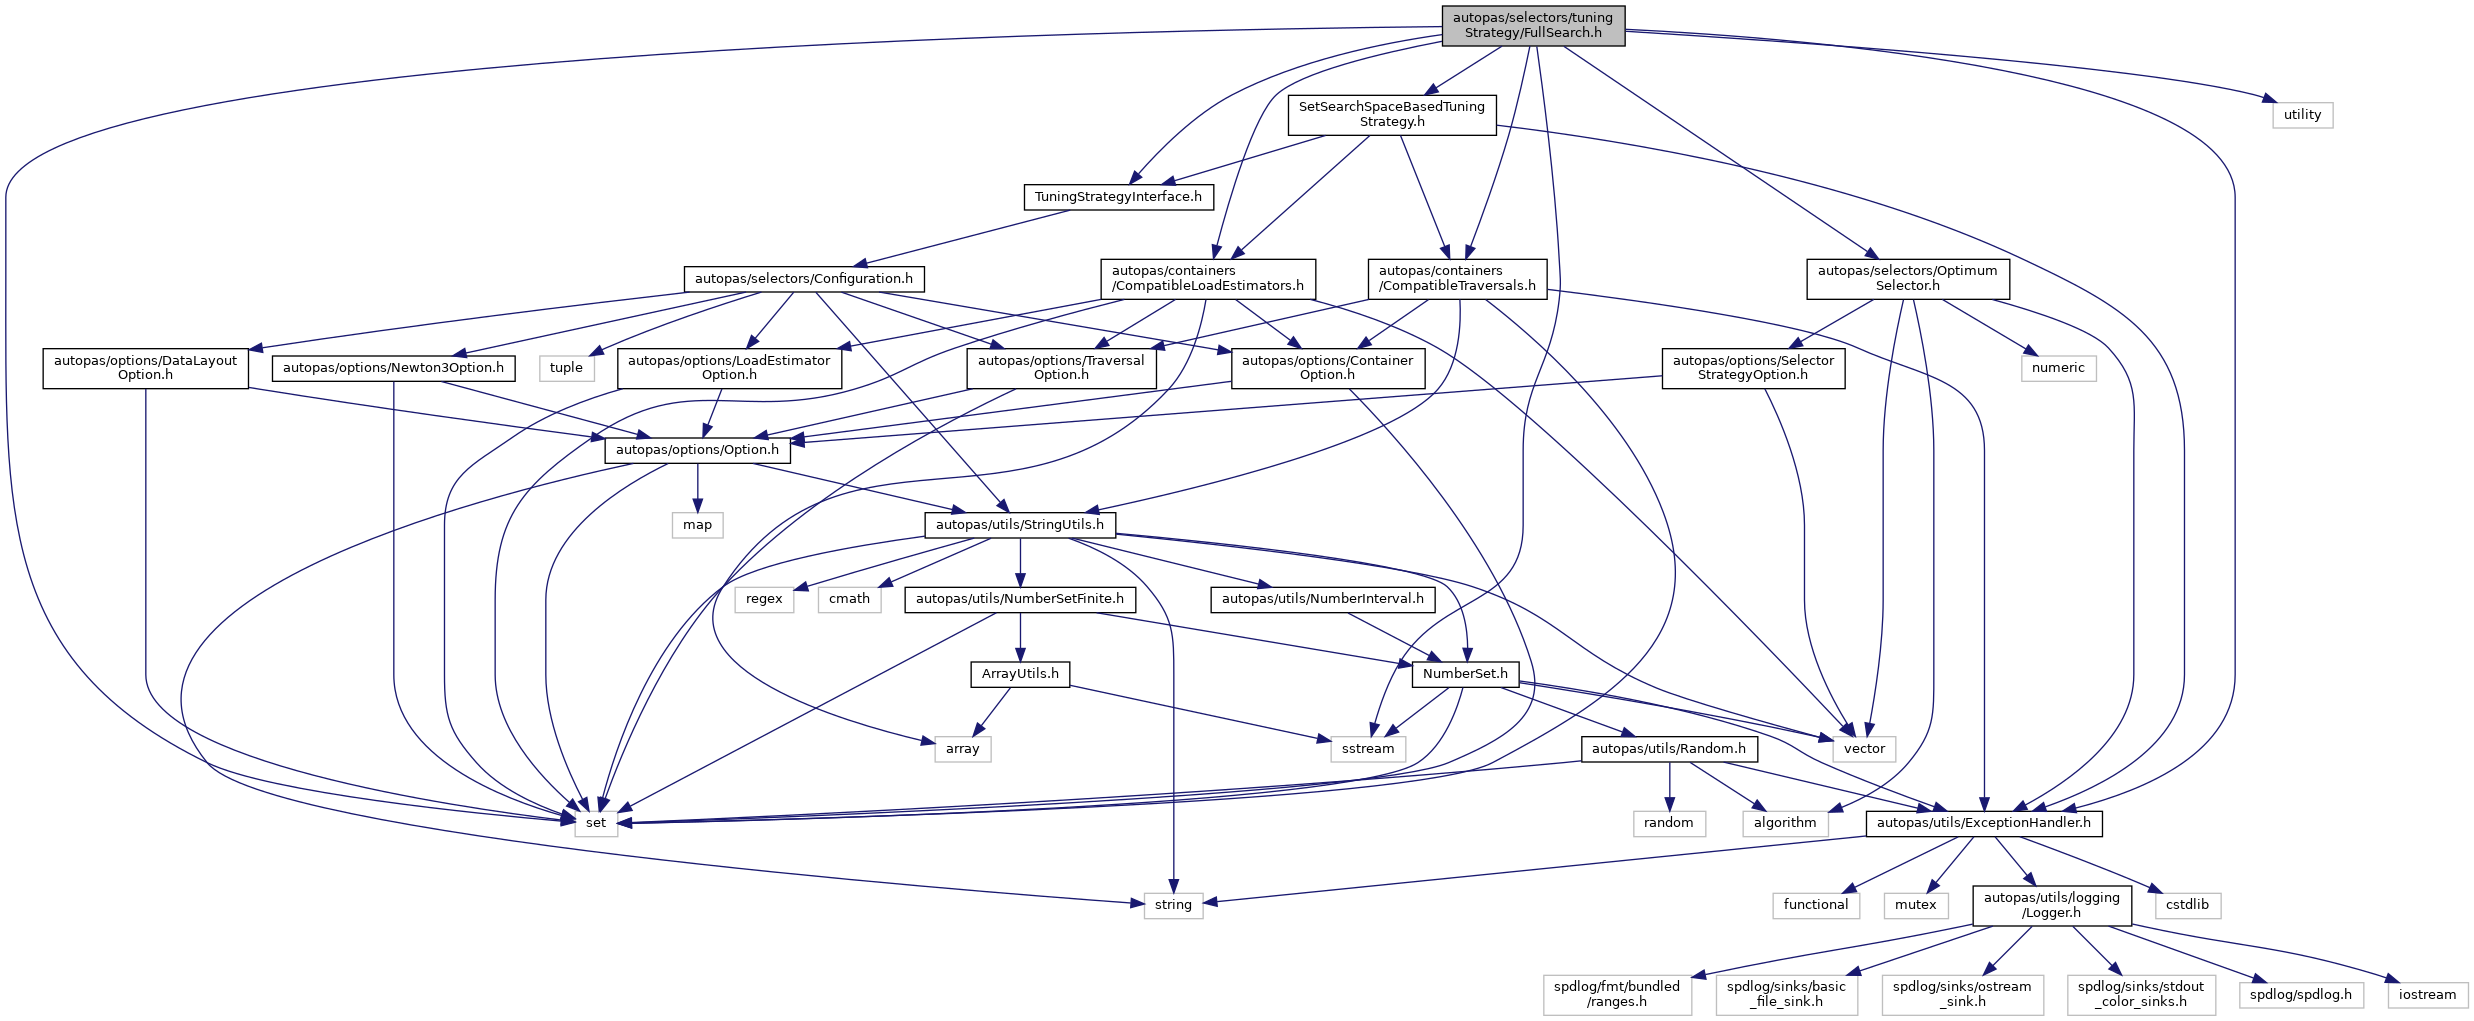 autopas/selectors/tuning
Strategy/FullSearch.h
SetSearchSpaceBasedTuning
Strategy.h
utility
TuningStrategyInterface.h
autopas/selectors/Configuration.h
autopas/containers
/CompatibleLoadEstimators.h
autopas/containers
/CompatibleTraversals.h
autopas/selectors/Optimum
Selector.h
autopas/options/DataLayout
Option.h
autopas/options/Newton3Option.h
tuple
autopas/options/LoadEstimator
Option.h
autopas/options/Traversal
Option.h
autopas/options/Container
Option.h
autopas/options/Selector
StrategyOption.h
numeric
autopas/options/Option.h
map
autopas/utils/StringUtils.h
regex
cmath
autopas/utils/NumberSetFinite.h
autopas/utils/NumberInterval.h
ArrayUtils.h
NumberSet.h
array
sstream
autopas/utils/Random.h
vector
set
random
algorithm
autopas/utils/ExceptionHandler.h
string
functional
mutex
autopas/utils/logging
/Logger.h
cstdlib
spdlog/fmt/bundled
/ranges.h
spdlog/sinks/basic
_file_sink.h
spdlog/sinks/ostream
_sink.h
spdlog/sinks/stdout
_color_sinks.h
spdlog/spdlog.h
iostream